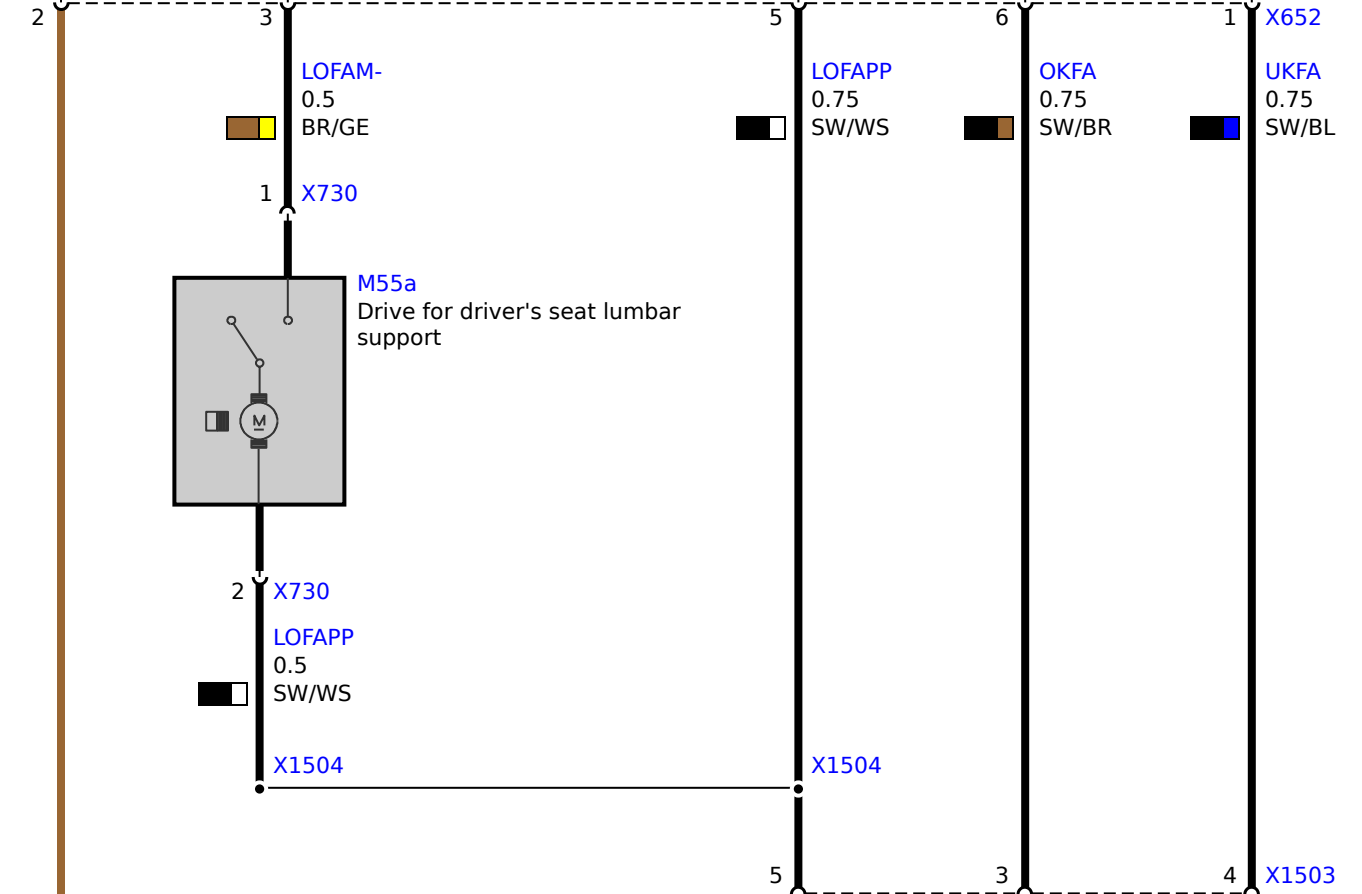 2
3
5
6
1
X652
LOFAM-
0.5
BR/GE
LOFAPP
0.75
SW/WS
OKFA
0.75
SW/BR
UKFA
0.75
SW/BL
1
X730
M55a
Drive for driver's seat lumbar
support
M
2
X730
LOFAPP
0.5
SW/WS
X1504
X1504
5
3
4
X1503